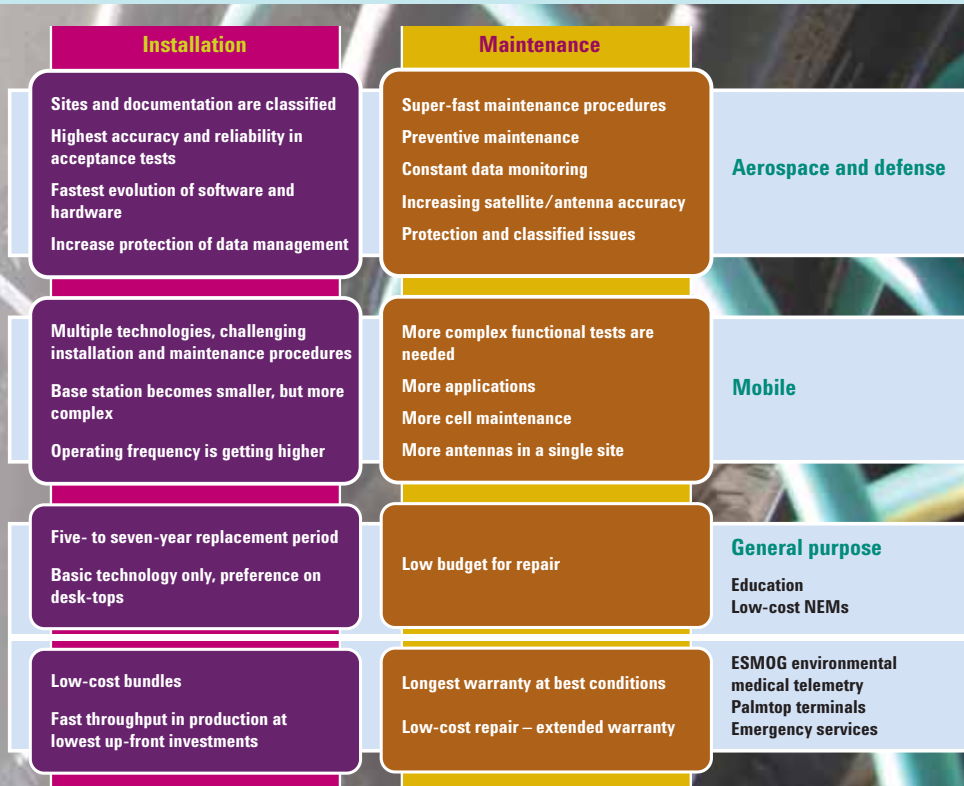 Installation
Maintenance
Sites and documentation are classified
Highest accuracy and reliability in
acceptance tests
Fastest evolution of software and
hardware
Increase protection of data management
Super-fast maintenance procedures
Preventive maintenance
Constant data monitoring
Increasing satellite/antenna accuracy
Protection and classified issues
Aerospace and defense
Multiple technologies, challenging
installation and maintenance procedures
Base station becomes smaller, but more
complex
Operating frequency is getting higher
More complex functional tests are
needed
More applications
More cell maintenance
More antennas in a single site
Mobile
Five- to seven-year replacement period
Basic technology only, preference on
desk-tops
Low budget for repair
General purpose
Education
Low-cost NEMs
Low-cost bundles
Fast throughput in production at
lowest up-front investments
Longest warranty at best conditions
Low-cost repair – extended warranty
ESMOG environmental
medical telemetry
Palmtop terminals
Emergency services